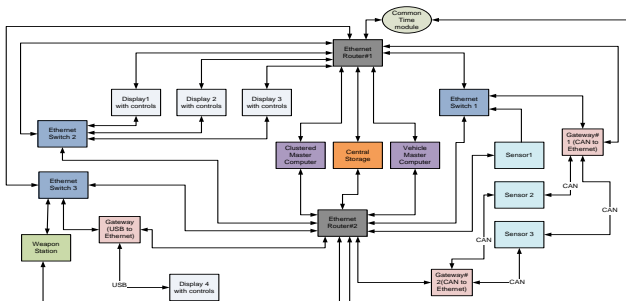 Common
Time
module
Ethernet
Router#1
Display1
with controls
Display 2
with controls
Display 3
with controls
Ethernet
Switch 1
Ethernet
Switch 2
Gateway#
1 (CAN to
Ethernet)
Clustered
Master
Computer
Central
Storage
Vehicle
Master
Computer
Sensor1
CAN
Ethernet
Switch 3
Sensor 2
CAN
Ethernet
Router#2
Gateway
(USB to
Ethernet)
Weapon
Station
Sensor 3
CAN
USB
Display 4
with controls
Gateway#
2(CAN to
Ethernet)
CAN